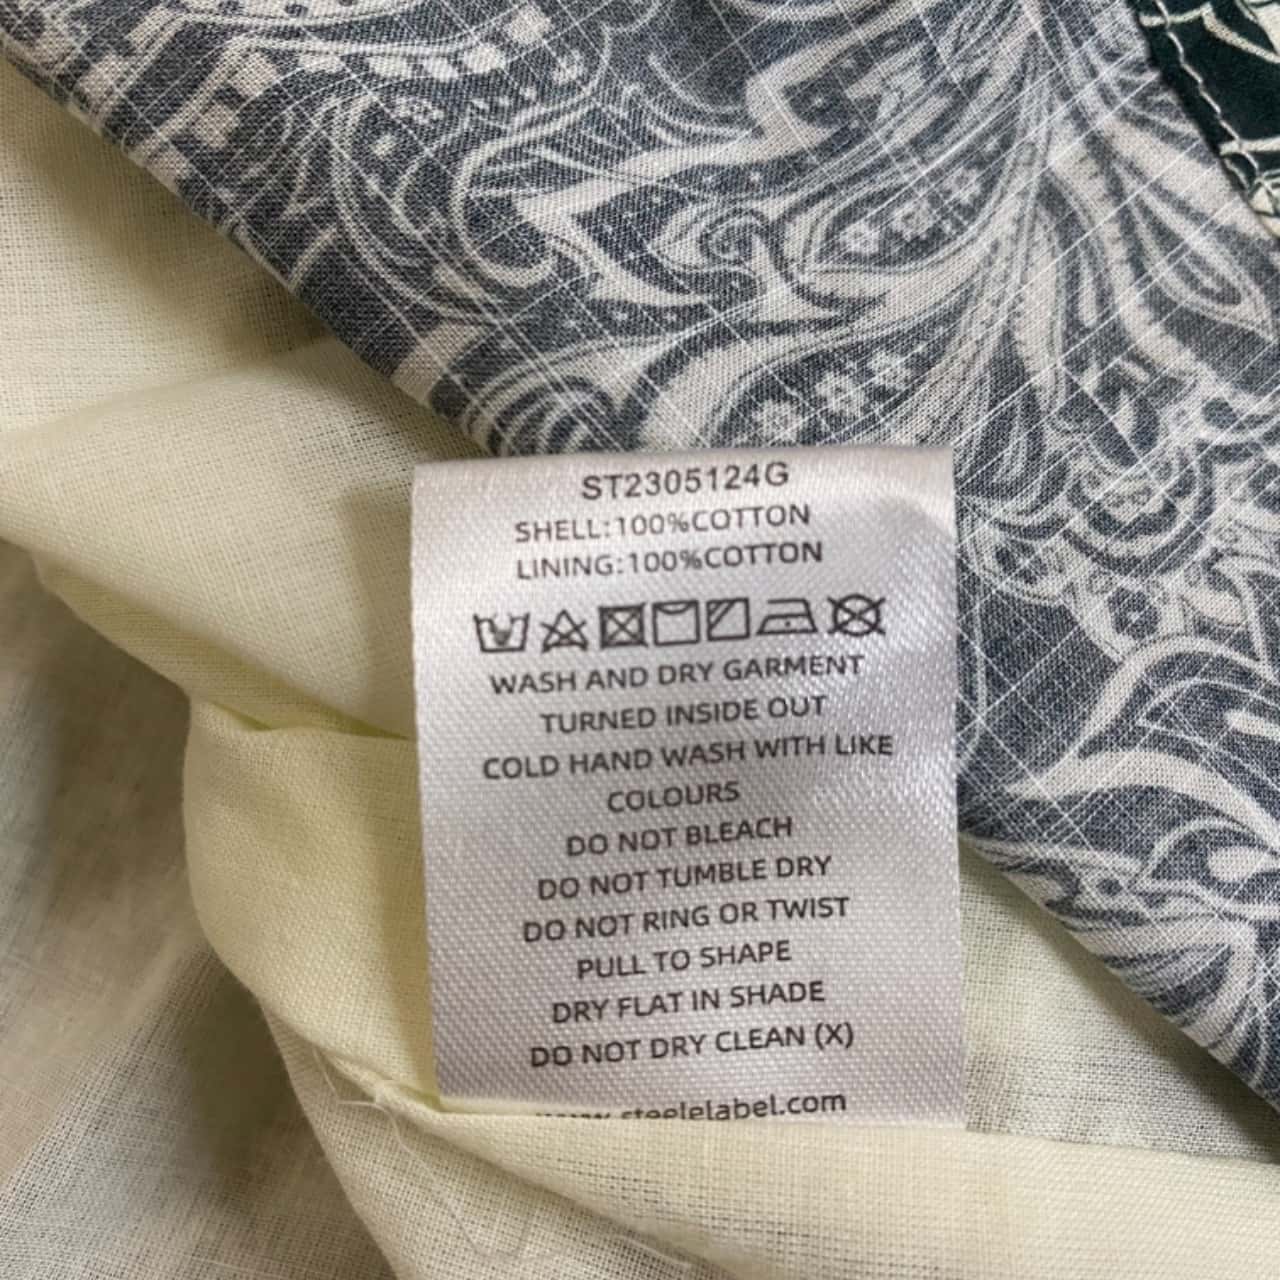 ST2305124G
SHELL:100%COTTON
LINING:100%COTTON
WASH AND DRY GARMENT
TURNED INSIDE OUT
COLD HAND WASH WITH LIKE
COLOURS
DO NOT BLEACH
DO NOT TUMBLE DRY
DO NOT RING OR TWIST
PULL TO SHAPE
DRY FLAT IN SHADE
DO NOT DRY CLEAN (X)
www.steelelabel.com